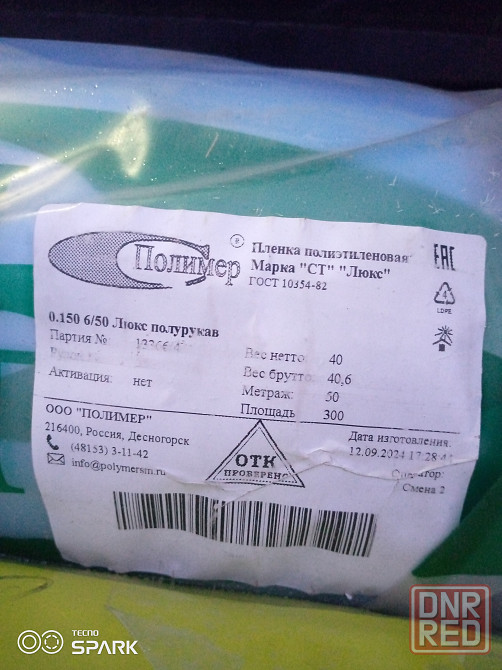 Полимер
®
Пленка полиэтиленовая
Марка "СТ" "Люкс"
ГОСТ 10354-82
EAC
4
LDPE
0.150 6/50 Люкс полурукав
Партия №
Активация: нет
Вес нетто: 40
Вес брутто: 40,6
Метраж: 50
Площадь 300
ООО "ПОЛИМЕР"
216400, Россия, Десногорск
(48153) 3-11-42
info@polymersm.ru
ОТК
ПРОВЕРЕНО
Дата изготовления:
12.09.2024 17:28:
Смена 2
TECNO
SPARK
DNR
RED